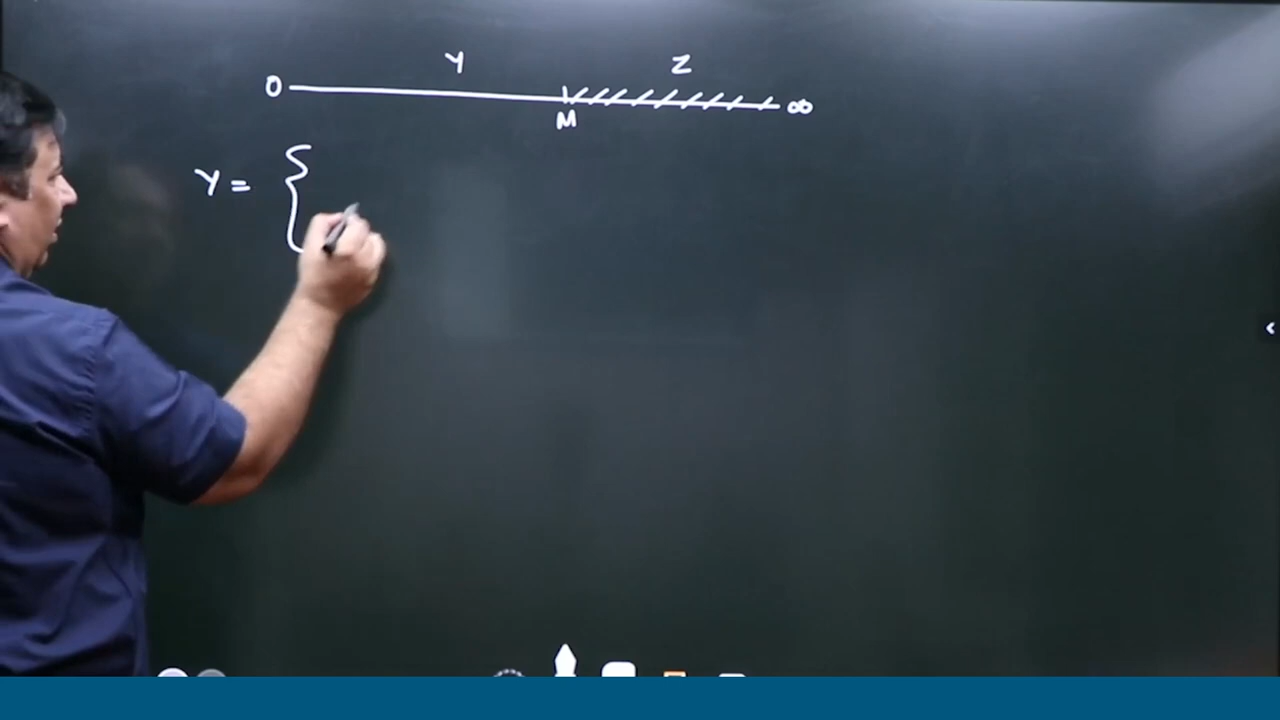 Y Z
0 ∞
M
Y = {